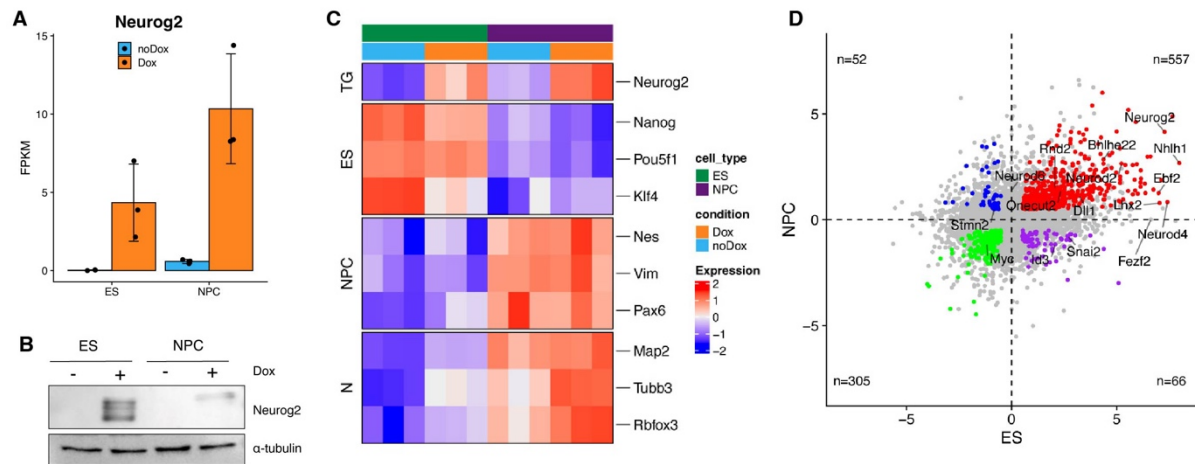 A
Neurog2
noDox
Dox
15
10
5
0
FPKM
ES
NPC
B
ES
NPC
-
+
-
+
Dox
Neurog2
α-tubulin
C
TG
ES
NPC
N
Neurog2
Nanog
Pou5f1
Klf4
Nes
Vim
Pax6
Map2
Tubb3
Rbfox3
cell_type
ES
NPC
condition
Dox
noDox
Expression
2
1
0
−1
−2
D
n=52
n=557
n=305
n=66
NPC
5
0
−5
−5
0
5
ES
Neurog2
Rnd2
Bhlhe22
Nhlh1
Neurod2
Ebf2
Onecut2
Lhx2
Dll1
Stmn2
Neurod4
Myc
Id3
Snai2
Fezf2